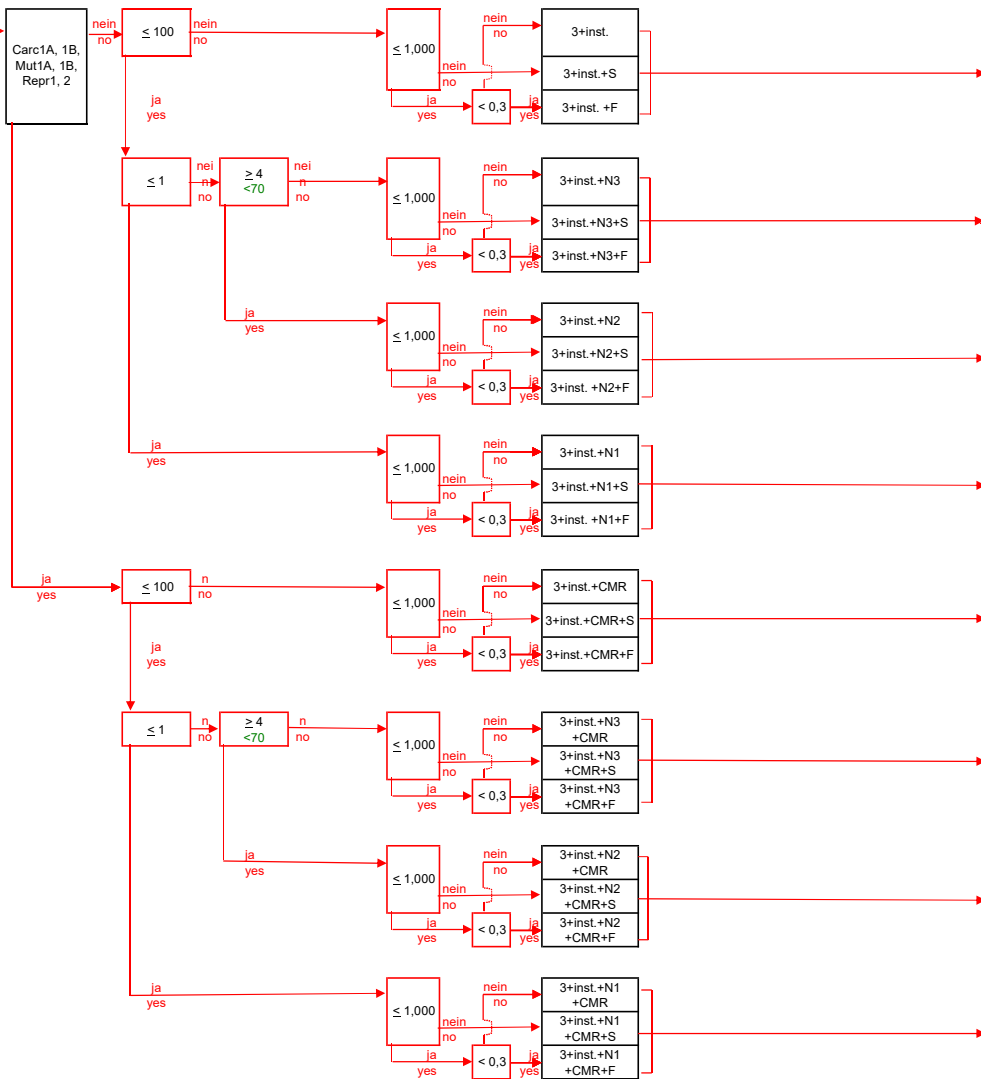 Carc1A, 1B,
Mut1A, 1B,
Repr1, 2
nein
no
≤ 100
nein
no
ja
yes
≤ 1,000
nein
no
ja
yes
< 0,3
nein
no
ja
yes
3+inst.
3+inst.+S
3+inst. +F
≤ 1
nei
n
no
≥ 4
<70
nei
n
no
≤ 1,000
nein
no
ja
yes
< 0,3
nein
no
ja
yes
3+inst.+N3
3+inst.+N3+S
3+inst.+N3+F
ja
yes
≤ 1,000
nein
no
ja
yes
< 0,3
nein
no
ja
yes
3+inst.+N2
3+inst.+N2+S
3+inst. +N2+F
ja
yes
≤ 1,000
nein
no
ja
yes
< 0,3
nein
no
ja
yes
3+inst.+N1
3+inst.+N1+S
3+inst. +N1+F
ja
yes
≤ 100
n
no
ja
yes
≤ 1,000
nein
no
ja
yes
< 0,3
nein
no
ja
yes
3+inst.+CMR
3+inst.+CMR+S
3+inst.+CMR+F
≤ 1
n
no
≥ 4
<70
n
no
≤ 1,000
nein
no
ja
yes
< 0,3
nein
no
ja
yes
3+inst.+N3
+CMR
3+inst.+N3
+CMR+S
3+inst.+N3
+CMR+F
ja
yes
≤ 1,000
nein
no
ja
yes
< 0,3
nein
no
ja
yes
3+inst.+N2
+CMR
3+inst.+N2
+CMR+S
3+inst.+N2
+CMR+F
ja
yes
≤ 1,000
nein
no
ja
yes
< 0,3
nein
no
ja
yes
3+inst.+N1
+CMR
3+inst.+N1
+CMR+S
3+inst.+N1
+CMR+F